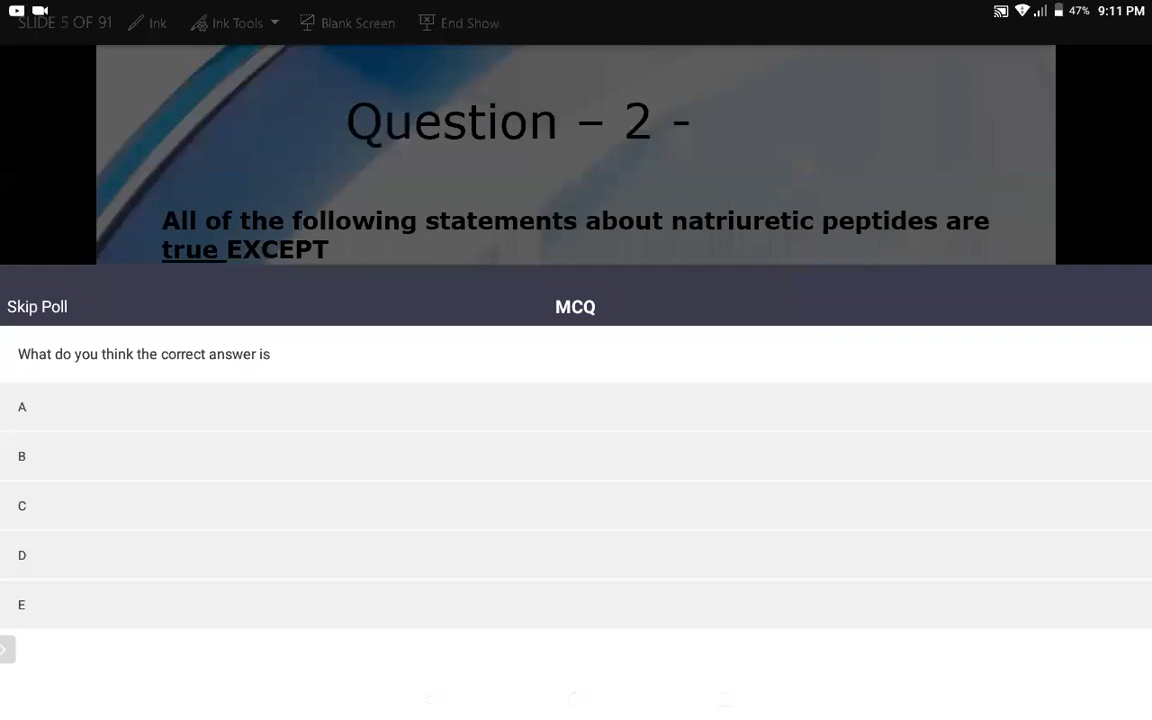 47% 9:11 PM
SLIDE 5 OF 91 Ink Ink Tools Blank Screen End Show
Question – 2 -
All of the following statements about natriuretic peptides are
true EXCEPT
Skip Poll MCQ
What do you think the correct answer is
A
B
C
D
E